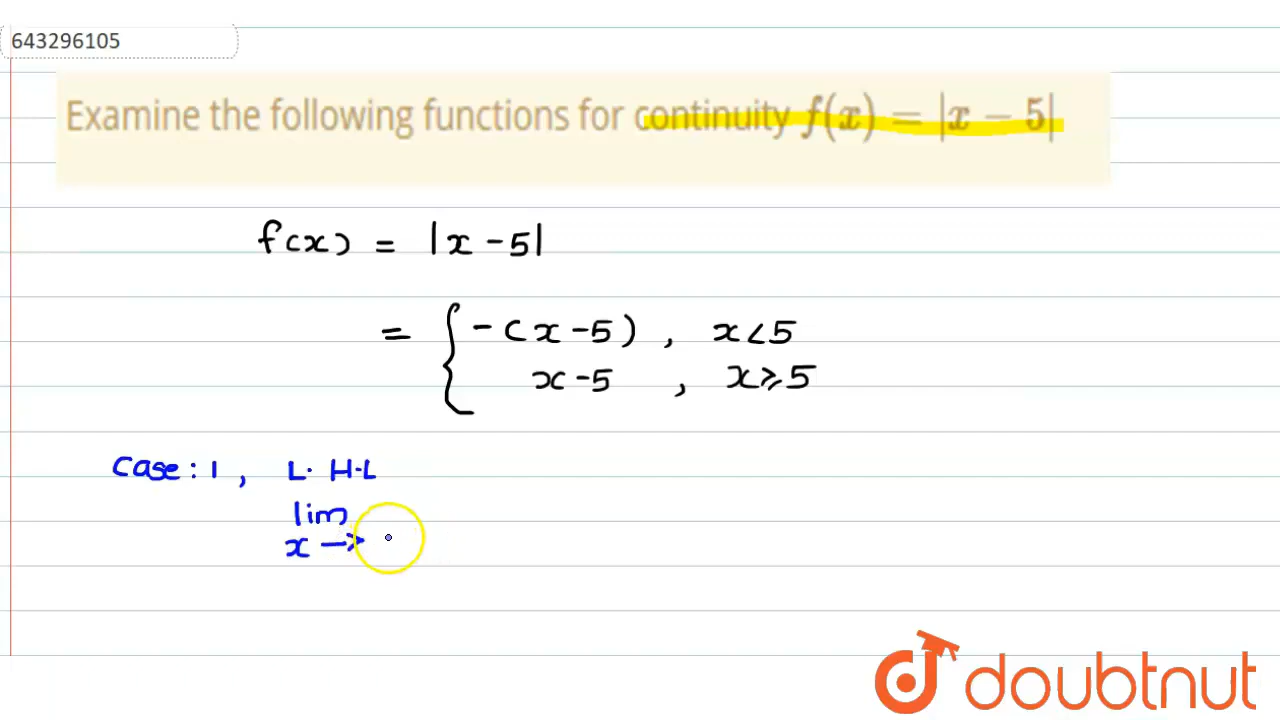 643296105
Examine the following functions for continuity f(x) = |x − 5|
f(x) = |x - 5|
= { -(x - 5) , x < 5
x - 5 , x ⩾ 5
Case : 1 , L. H.L
lim
x →
doubtnut